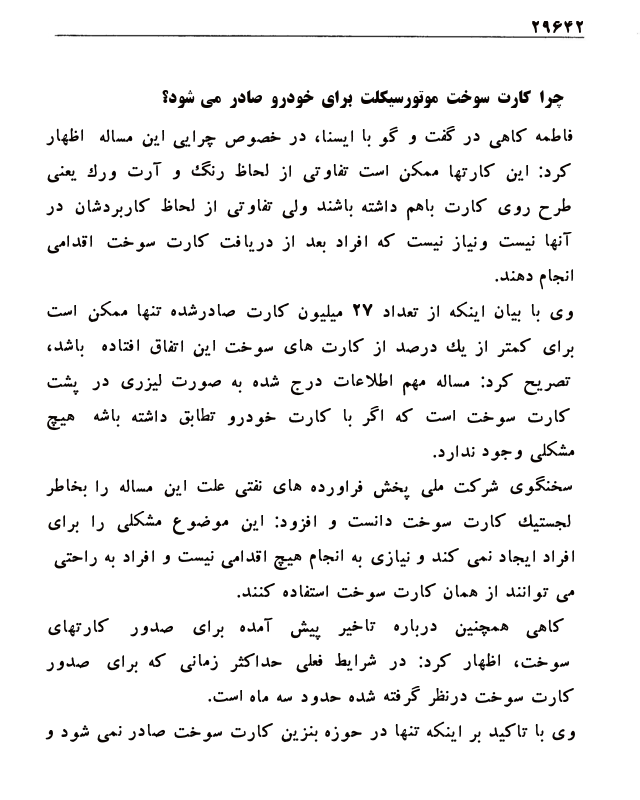 ۲۹۶۴۲
چرا کارت سوخت موتورسیکلت برای خودرو صادر می شود؟
فاطمه کاهی در گفت و گو با ایسنا، در خصوص چرایی این مساله اظهار
کرد: این کارتها ممکن است تفاوتی از لحاظ رنگ و آرت ورك یعنی
طرح روی کارت باهم داشته باشند ولی تفاوتی از لحاظ کاربردشان در
آنها نیست ونیاز نیست که افراد بعد از دریافت کارت سوخت اقدامی
انجام دهند.
وی با بیان اینکه از تعداد ۲۷ میلیون کارت صادرشده تنها ممکن است
برای کمتر از یك درصد از کارت های سوخت این اتفاق افتاده باشد،
تصریح کرد: مساله مهم اطلاعات درج شده به صورت لیزری در پشت
کارت سوخت است که اگر با کارت خودرو تطابق داشته باشه هیچ
مشکلی وجود ندارد.
سخنگوی شرکت ملی پخش فراورده های نفتی علت این مساله را بخاطر
لجستیك کارت سوخت دانست و افزود: این موضوع مشکلی را برای
افراد ایجاد نمی کند و نیازی به انجام هیچ اقدامی نیست و افراد به راحتی
می توانند از همان کارت سوخت استفاده کنند.
کاهی همچنین درباره تاخیر پیش آمده برای صدور کارتهای
سوخت، اظهار کرد: در شرایط فعلی حداکثر زمانی که برای صدور
کارت سوخت درنظر گرفته شده حدود سه ماه است.
وی با تاکید بر اینکه تنها در حوزه بنزین کارت سوخت صادر نمی شود و